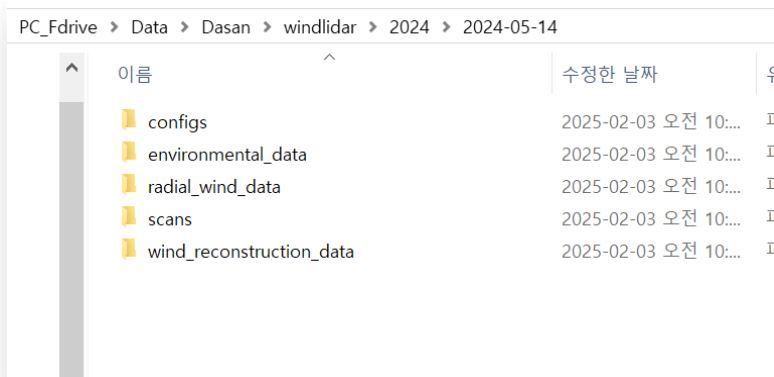 PC_Fdrive > Data > Dasan > windlidar > 2024 > 2024-05-14
이름 수정한 날짜
configs 2025-02-03 오전 10:...
environmental_data 2025-02-03 오전 10:...
radial_wind_data 2025-02-03 오전 10:...
scans 2025-02-03 오전 10:...
wind_reconstruction_data 2025-02-03 오전 10:...